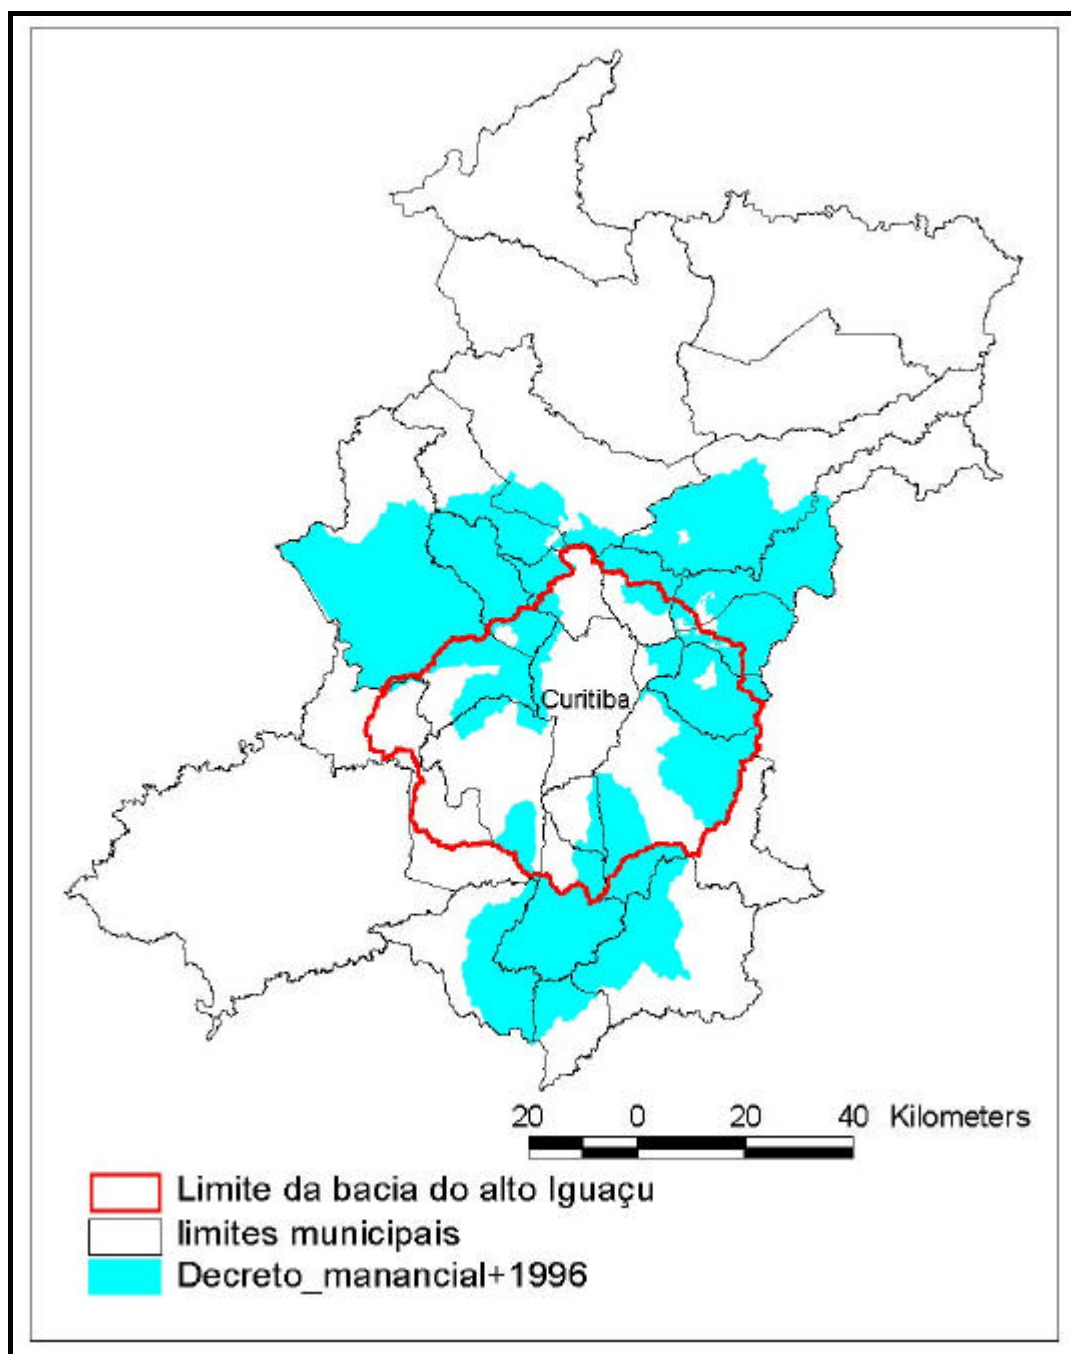 Curitiba
20 0 20 40 Kilometers
Limite da bacia do alto Iguaçu
limites municipais
Decreto_manancial+1996